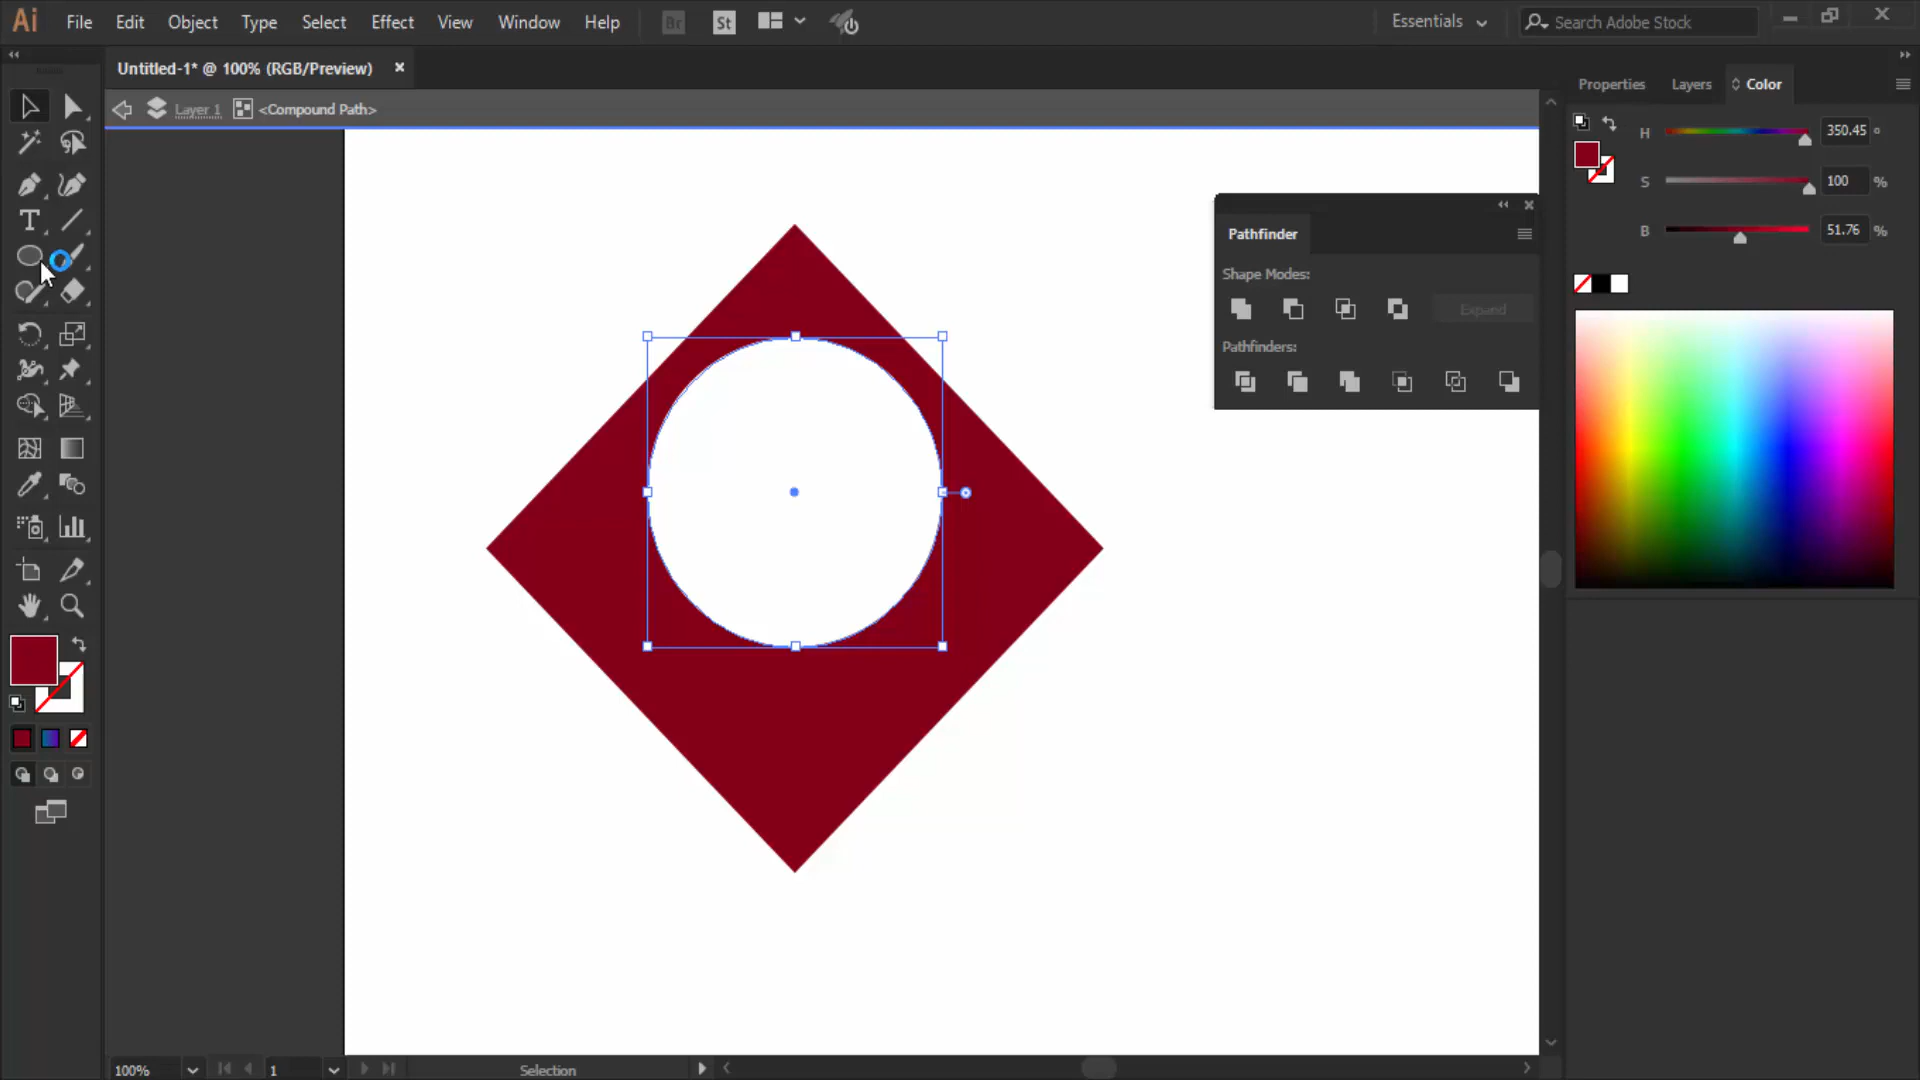 Ai File Edit Object Type Select Effect View Window Help Br St Essentials Search Adobe Stock
Untitled-1* @ 100% (RGB/Preview)
Layer 1 <Compound Path>
Properties Layers Color
H 350.45 °
S 100 %
B 51.76 %
Pathfinder
Shape Modes:
Expand
Pathfinders:
T
100% 1 Selection